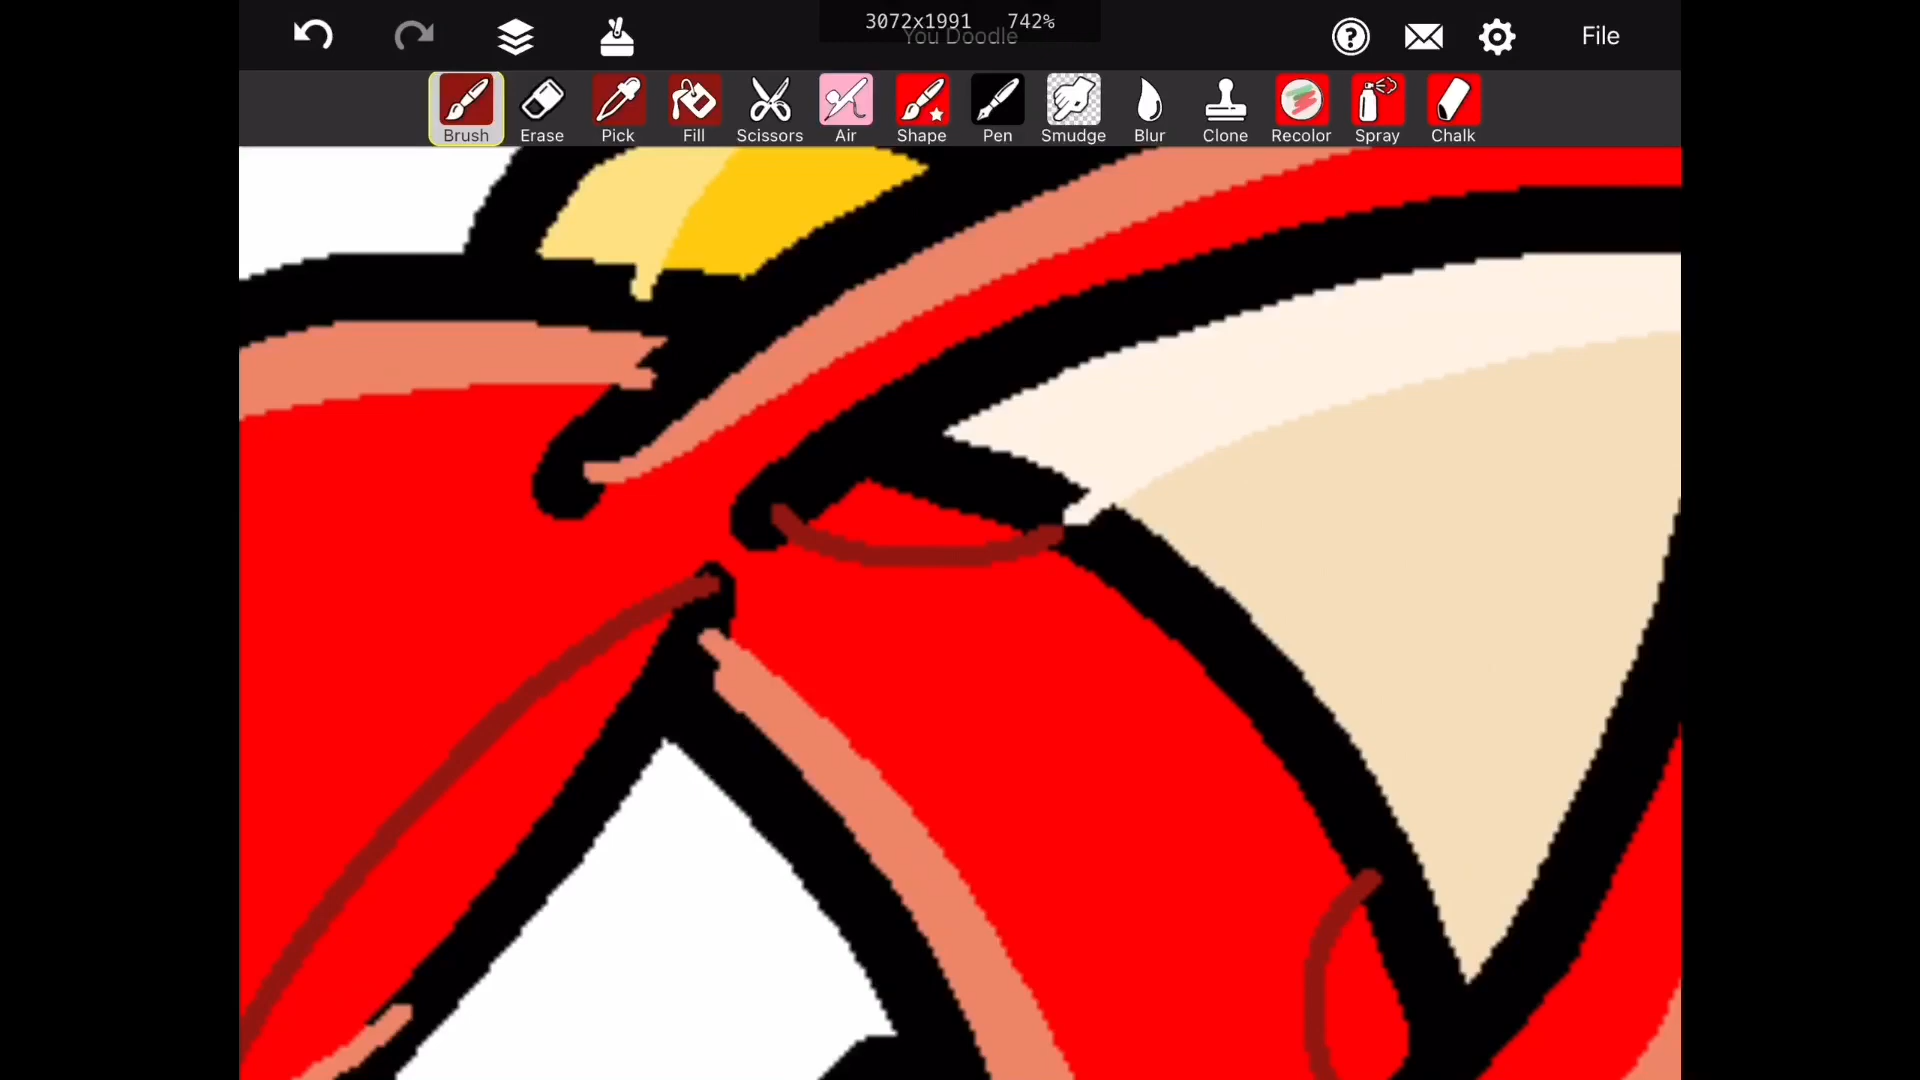 3072x1991 742%
You Doodle
File
Brush Erase Pick Fill Scissors Air Shape Pen Smudge Blur Clone Recolor Spray Chalk